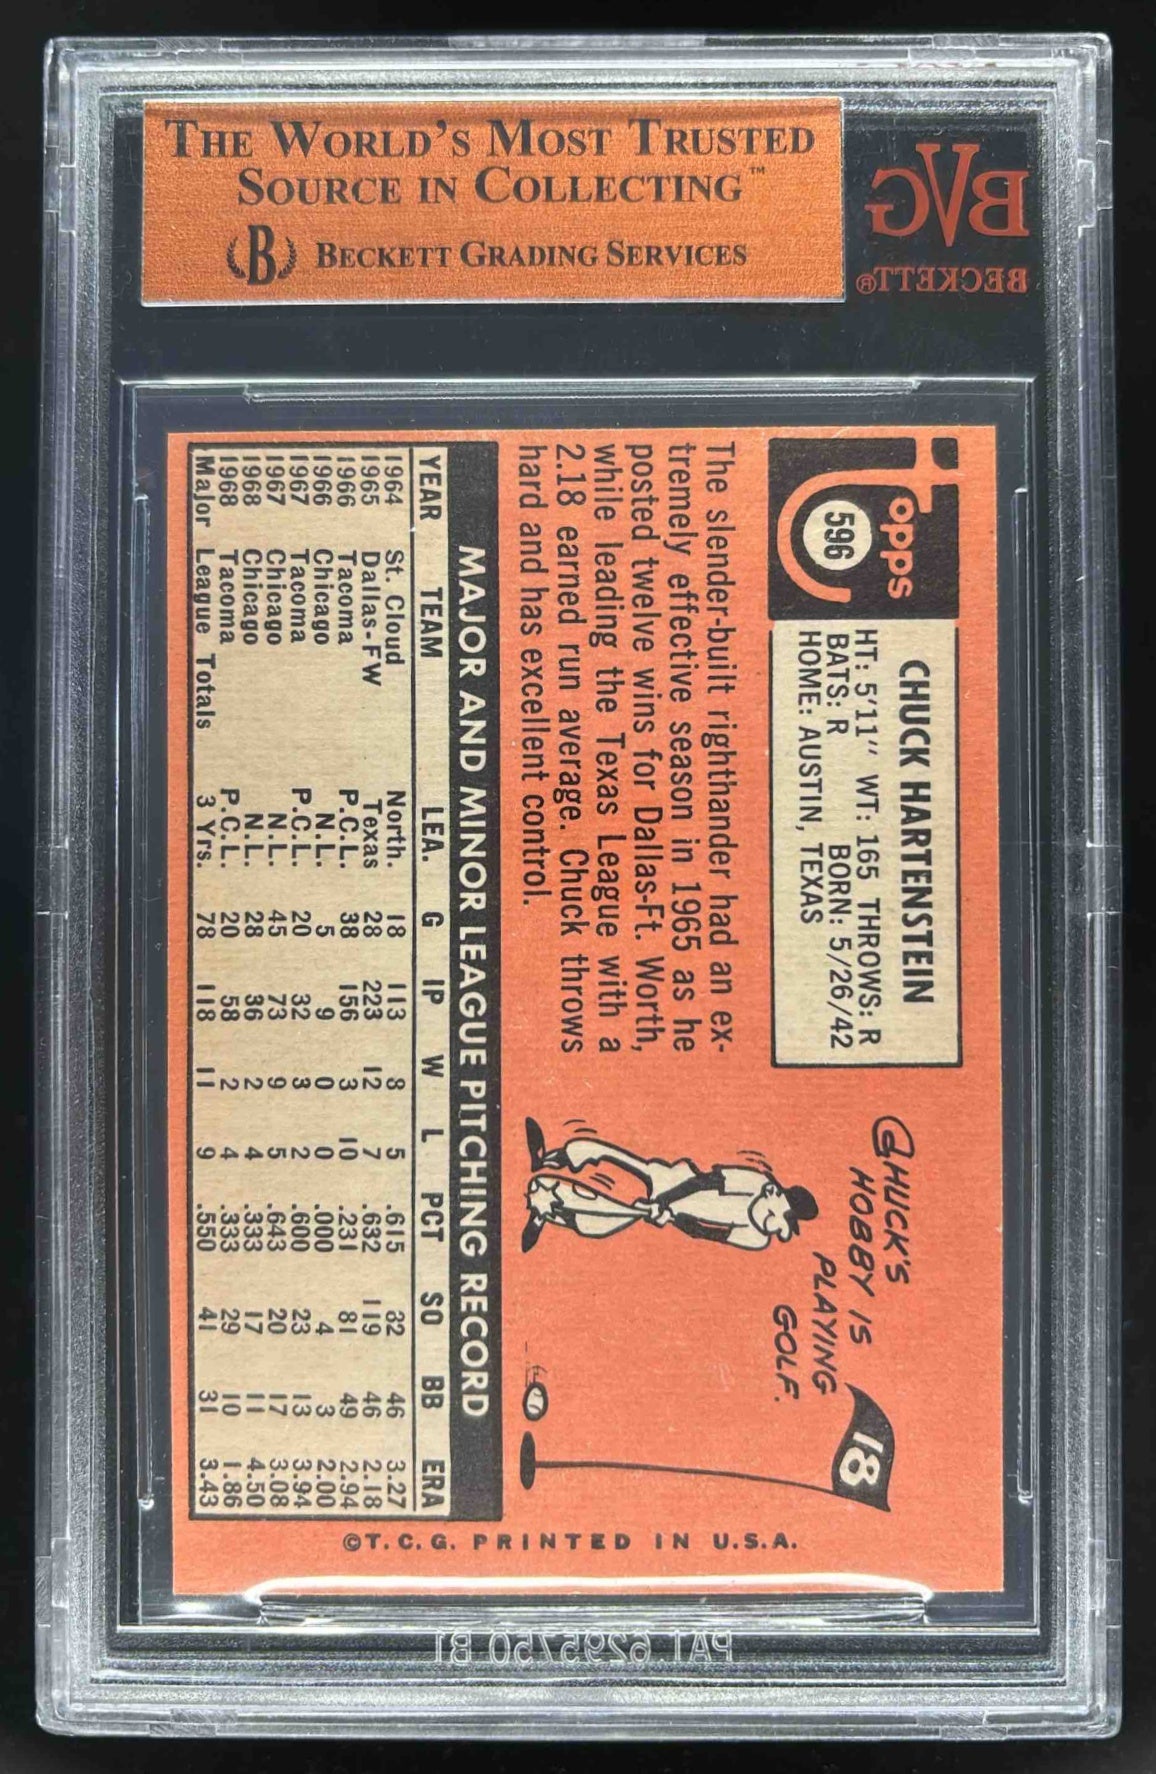 THE WORLD'S MOST TRUSTED
SOURCE IN COLLECTING™
B BECKETT GRADING SERVICES
BVG
BECKETT®
Topps
596
CHUCK HARTENSTEIN
HT: 5'11" WT: 165 THROWS: R
BATS: R BORN: 5/26/42
HOME: AUSTIN, TEXAS
The slender-built righthander had an ex-
tremely effective season in 1965 as he
posted twelve wins for Dallas-Ft. Worth,
while leading the Texas League with a
2.18 earned run average. Chuck throws
hard and has excellent control.
CHUCK'S
HOBBY IS
PLAYING
GOLF.
18
MAJOR AND MINOR LEAGUE PITCHING RECORD
YEAR TEAM LEA. G IP W L PCT SO BB ERA
1964 St. Cloud North. 18 113 8 5 .615 82 46 3.27
1965 Dallas-FW Texas 28 223 12 7 .632 119 46 2.18
1966 Tacoma P.C.L. 38 156 3 10 .231 81 49 2.94
1966 Chicago N.L. 5 9 0 0 .000 4 3 2.00
1967 Tacoma P.C.L. 20 32 3 2 .600 23 13 3.94
1967 Chicago N.L. 45 73 9 5 .643 20 17 3.08
1968 Chicago N.L. 28 36 2 4 .333 17 11 4.50
1968 Tacoma P.C.L. 20 58 2 4 .333 29 10 1.86
Major League Totals 3 Yrs. 78 118 11 9 .550 41 31 3.43
©T.C.G. PRINTED IN U.S.A.
PA1.6295750 B1